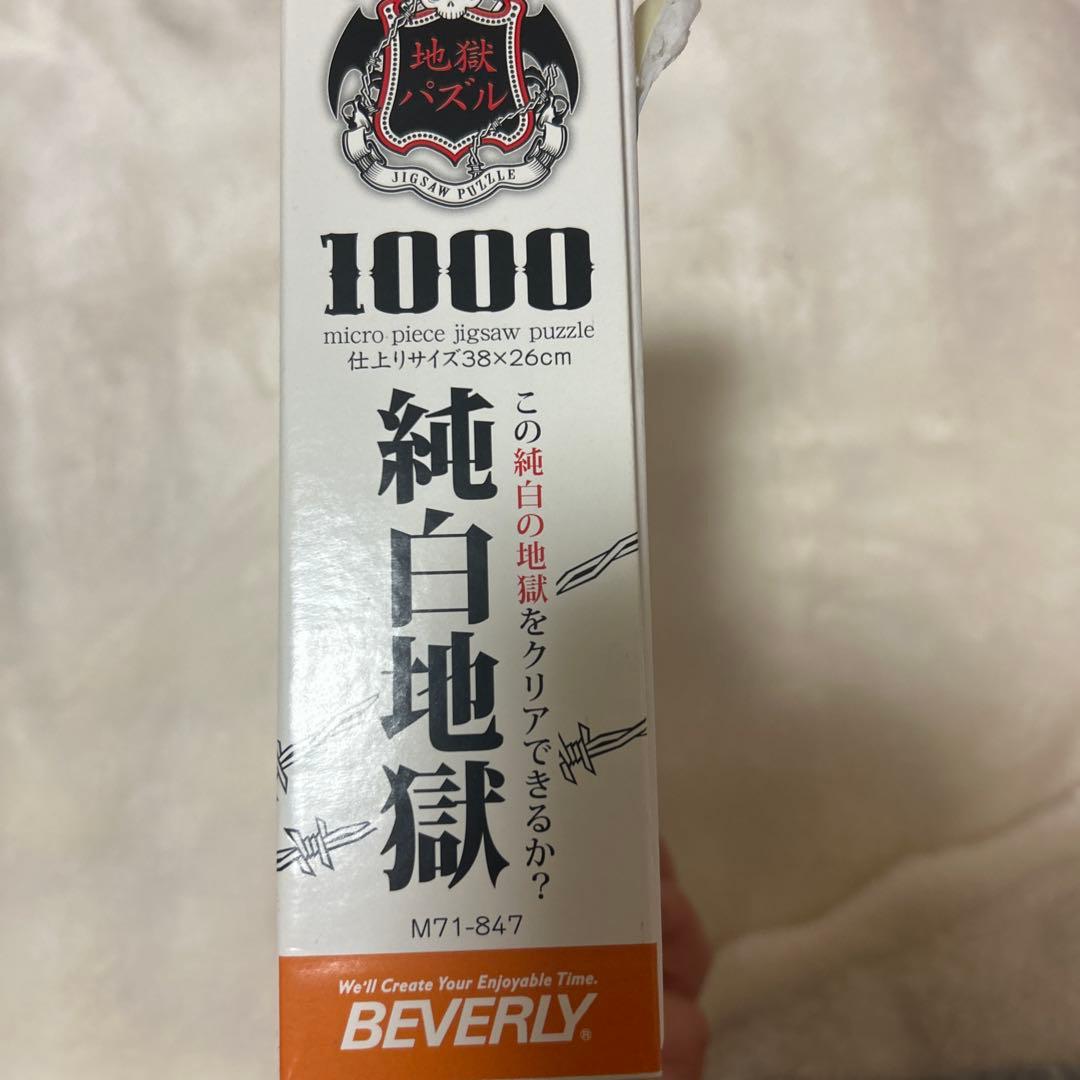 地獄
パズル
JIGSAW PUZZLE
1000
micro piece jigsaw puzzle
仕上りサイズ38×26cm
この純白の地獄をクリアできるか?
純白地獄
M71-847
We'll Create Your Enjoyable Time.
BEVERLY®